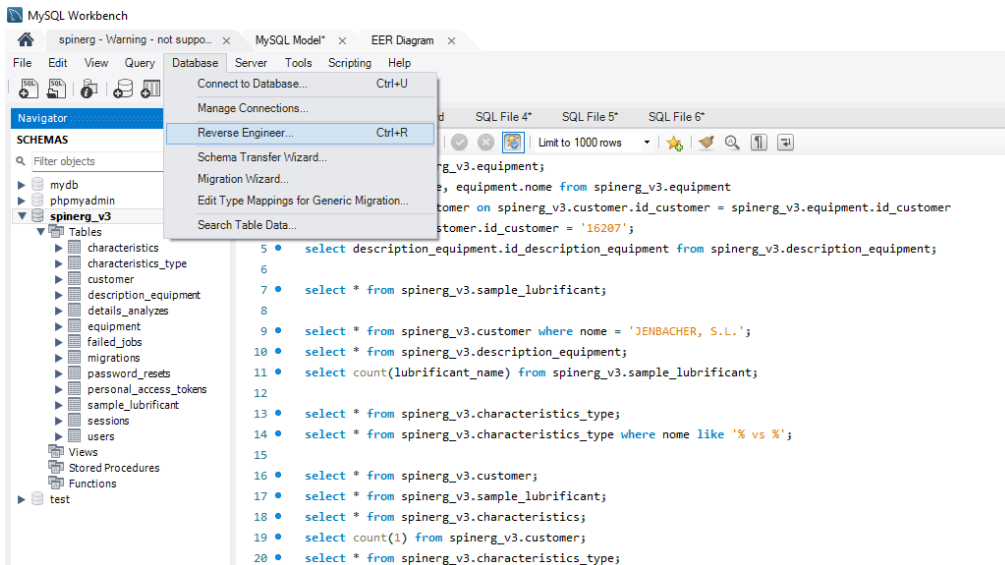 MySQL Workbench
spinerg - Warning - not suppo... ×
MySQL Model* ×
EER Diagram ×
File Edit View Query Database Server Tools Scripting Help
Connect to Database... Ctrl+U
Manage Connections...
Reverse Engineer... Ctrl+R
Schema Transfer Wizard...
Migration Wizard...
Edit Type Mappings for Generic Migration...
Search Table Data...
Navigator
SCHEMAS
Filter objects
mydb
phpmyadmin
spinerg_v3
Tables
characteristics
characteristics_type
customer
description_equipment
details_analyzes
equipment
failed_jobs
migrations
password_resets
personal_access_tokens
sample_lubrificant
sessions
users
Views
Stored Procedures
Functions
test
d SQL File 4* SQL File 5* SQL File 6*
Limit to 1000 rows
rg_v3.equipment;
e, equipment.nome from spinerg_v3.equipment
tomer on spinerg_v3.customer.id_customer = spinerg_v3.equipment.id_customer
stomer.id_customer = '16207';
5 select description_equipment.id_description_equipment from spinerg_v3.description_equipment;
6
7 select * from spinerg_v3.sample_lubrificant;
8
9 select * from spinerg_v3.customer where nome = 'JENBACHER, S.L.';
10 select * from spinerg_v3.description_equipment;
11 select count(lubrificant_name) from spinerg_v3.sample_lubrificant;
12
13 select * from spinerg_v3.characteristics_type;
14 select * from spinerg_v3.characteristics_type where nome like '% vs %';
15
16 select * from spinerg_v3.customer;
17 select * from spinerg_v3.sample_lubrificant;
18 select * from spinerg_v3.characteristics;
19 select count(1) from spinerg_v3.customer;
20 select * from spinerg_v3.characteristics_type;